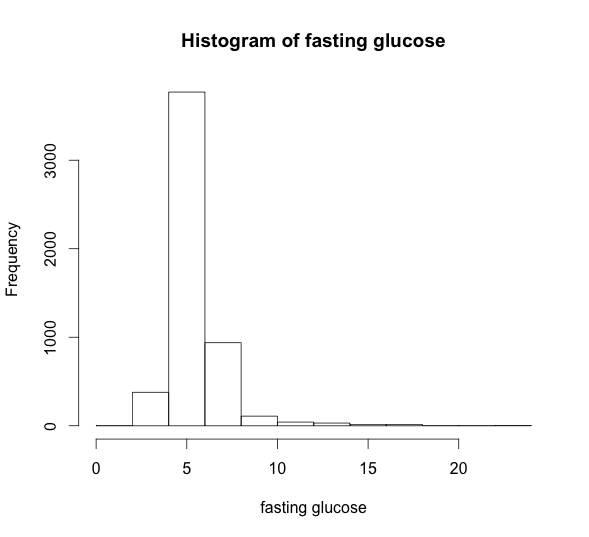 Histogram of fasting glucose
Frequency
3000
2000
1000
0
0 5 10 15 20
fasting glucose